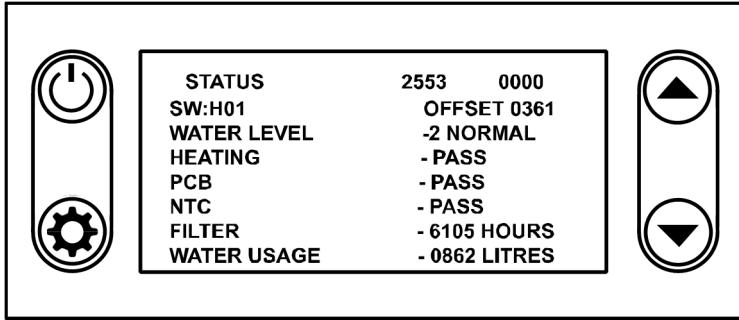 STATUS 2553 0000
SW:H01 OFFSET 0361
WATER LEVEL -2 NORMAL
HEATING - PASS
PCB - PASS
NTC - PASS
FILTER - 6105 HOURS
WATER USAGE - 0862 LITRES